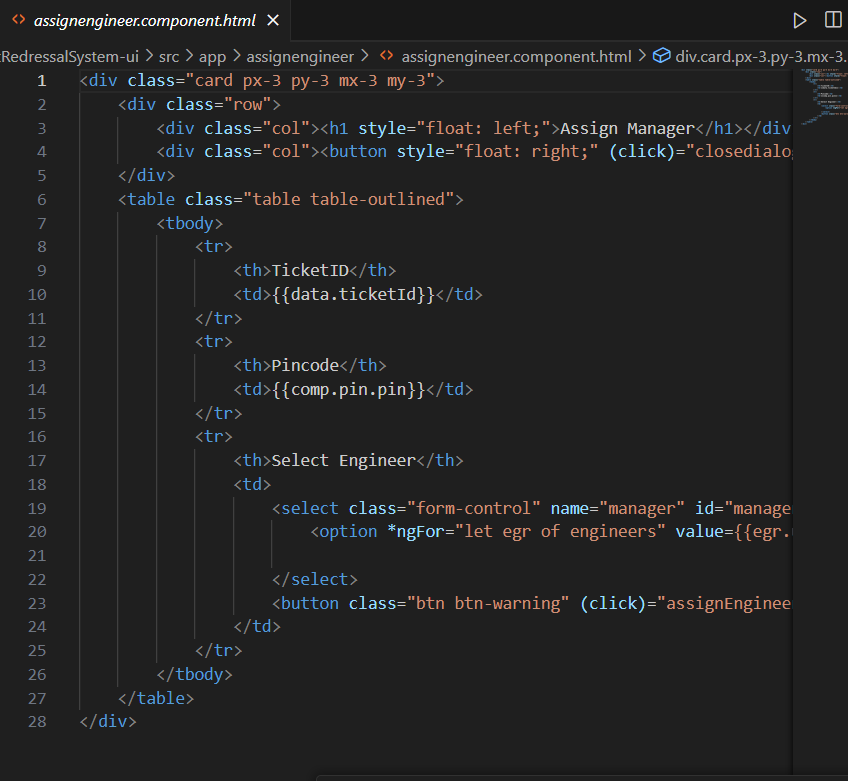 assignengineer.component.html
RedressalSystem-ui > src > app > assignengineer > assignengineer.component.html > div.card.px-3.py-3.mx-3.
1 <div class="card px-3 py-3 mx-3 my-3">
2 <div class="row">
3 <div class="col"><h1 style="float: left;">Assign Manager</h1></div
4 <div class="col"><button style="float: right;" (click)="closedialo
5 </div>
6 <table class="table table-outlined">
7 <tbody>
8 <tr>
9 <th>TicketID</th>
10 <td>{{data.ticketId}}</td>
11 </tr>
12 <tr>
13 <th>Pincode</th>
14 <td>{{comp.pin.pin}}</td>
15 </tr>
16 <tr>
17 <th>Select Engineer</th>
18 <td>
19 <select class="form-control" name="manager" id="manage
20 <option *ngFor="let egr of engineers" value={{egr.
21
22 </select>
23 <button class="btn btn-warning" (click)="assignEnginee
24 </td>
25 </tr>
26 </tbody>
27 </table>
28 </div>